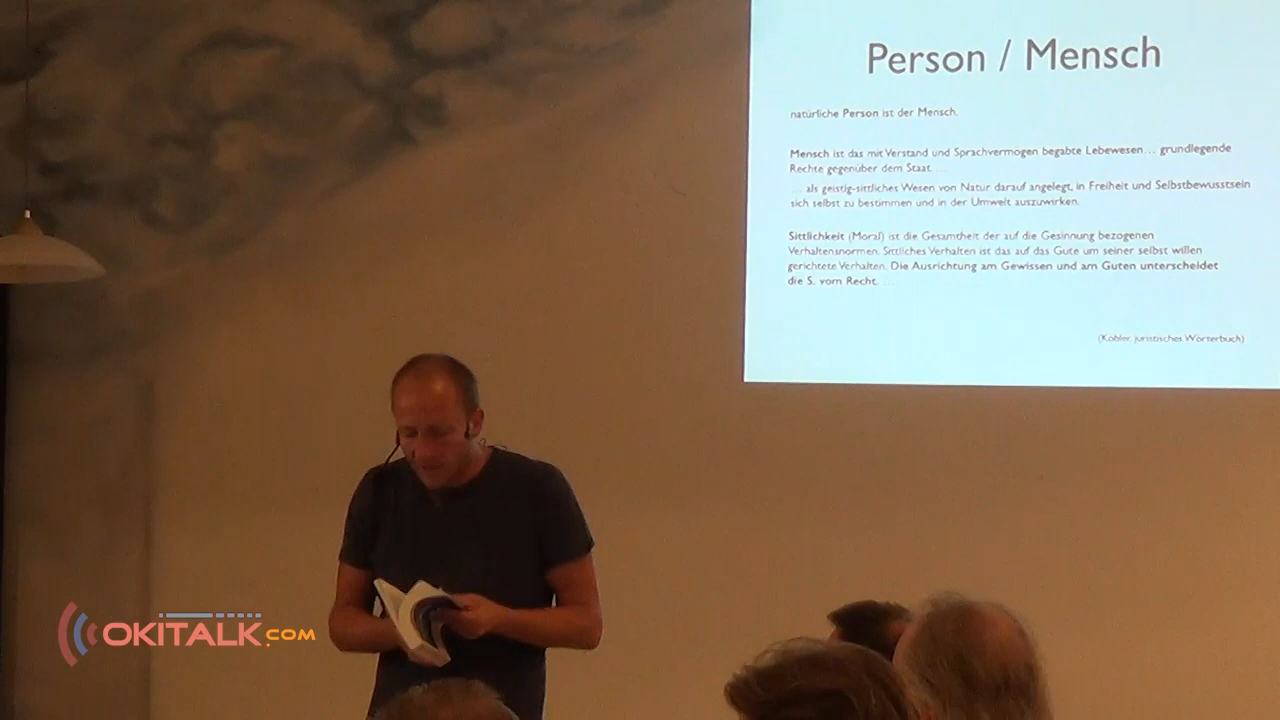 Person / Mensch
natürliche Person ist der Mensch.
Mensch ist das mit Verstand und Sprachvermögen begabte Lebewesen… grundlegende
Rechte gegenüber dem Staat. …
… als geistig-sittliches Wesen von Natur darauf angelegt, in Freiheit und Selbstbewusstsein
sich selbst zu bestimmen und in der Umwelt auszuwirken.
Sittlichkeit (Moral) ist die Gesamtheit der auf die Gesinnung bezogenen
Verhaltensnormen. Sittliches Verhalten ist das auf das Gute um seiner selbst willen
gerichtete Verhalten. Die Ausrichtung am Gewissen und am Guten unterscheidet
die S. vom Recht. …
(Köbler, juristisches Wörterbuch)
OKITALK.COM